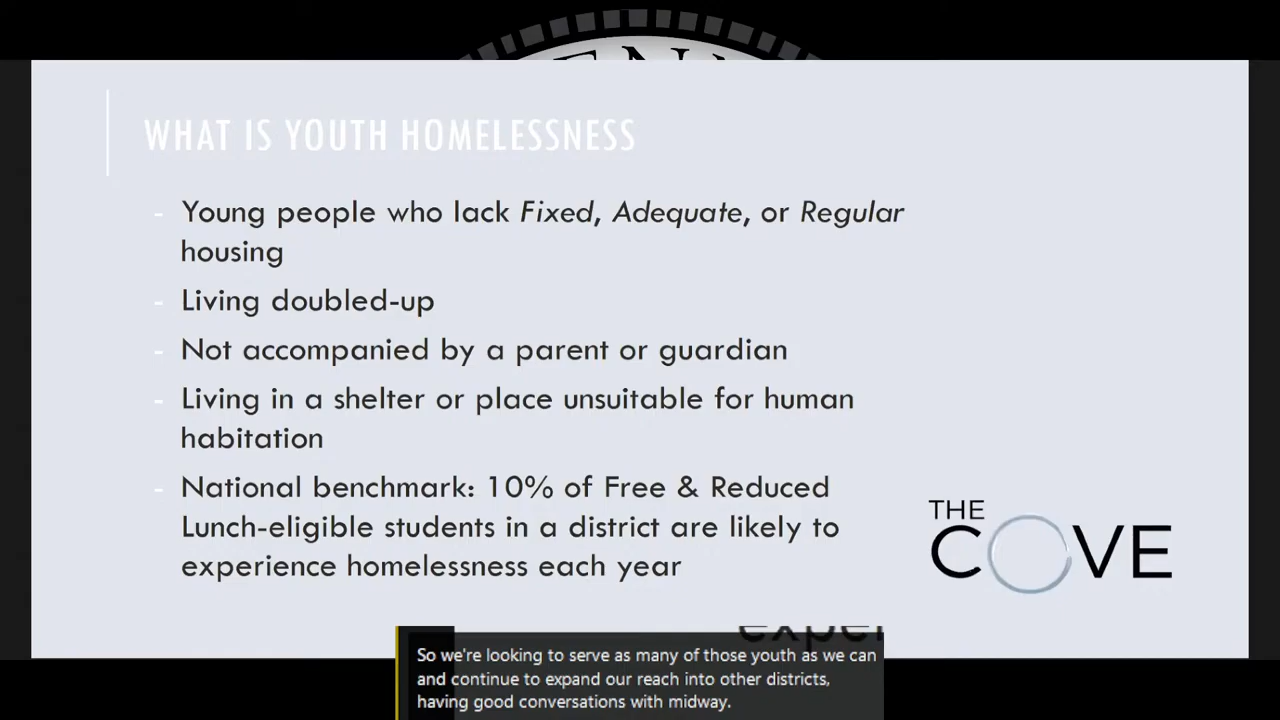 WHAT IS YOUTH HOMELESSNESS
- Young people who lack Fixed, Adequate, or Regular
housing
- Living doubled-up
- Not accompanied by a parent or guardian
- Living in a shelter or place unsuitable for human
habitation
- National benchmark: 10% of Free & Reduced
Lunch-eligible students in a district are likely to
experience homelessness each year
THE
COVE
So we're looking to serve as many of those youth as we can
and continue to expand our reach into other districts,
having good conversations with midway.